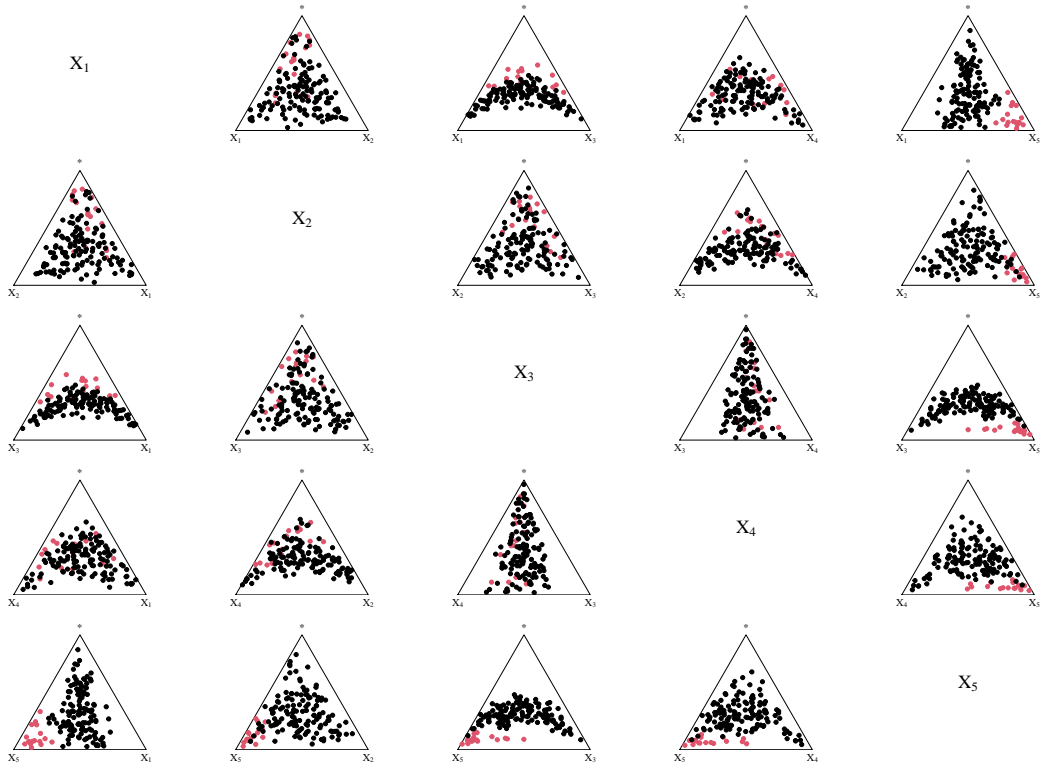 * * * *
X₁
X₁ X₂ X₁ X₃ X₁ X₄ X₁ X₅
* * * *
X₂
X₂ X₁ X₂ X₃ X₂ X₄ X₂ X₅
* * * *
X₃
X₃ X₁ X₃ X₂ X₃ X₄ X₃ X₅
* * * *
X₄
X₄ X₁ X₄ X₂ X₄ X₃ X₄ X₅
* * * *
X₅
X₅ X₁ X₅ X₂ X₅ X₃ X₅ X₄